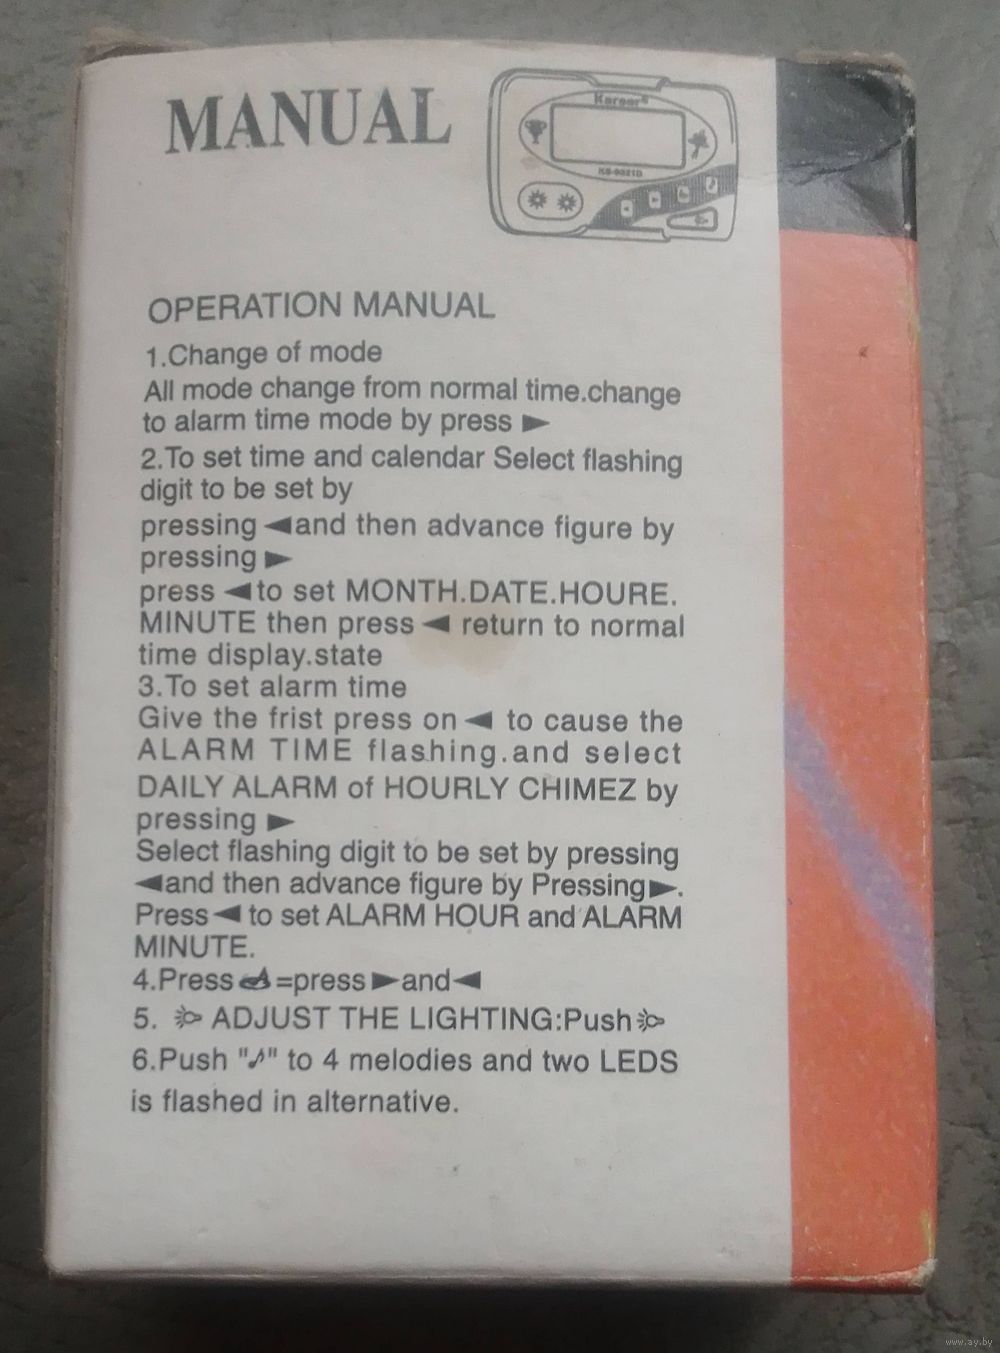 MANUAL
OPERATION MANUAL
1.Change of mode
All mode change from normal time.change
to alarm time mode by press ►
2.To set time and calendar Select flashing
digit to be set by
pressing ◄and then advance figure by
pressing ►
press ◄to set MONTH.DATE.HOURE.
MINUTE then press ◄ return to normal
time display.state
3.To set alarm time
Give the frist press on ◄ to cause the
ALARM TIME flashing.and select
DAILY ALARM of HOURLY CHIMEZ by
pressing ►
Select flashing digit to be set by pressing
◄and then advance figure by Pressing►.
Press◄ to set ALARM HOUR and ALARM
MINUTE.
4.Press =press ►and◄
5. ADJUST THE LIGHTING:Push
6.Push "♪" to 4 melodies and two LEDS
is flashed in alternative.
www.ay.by